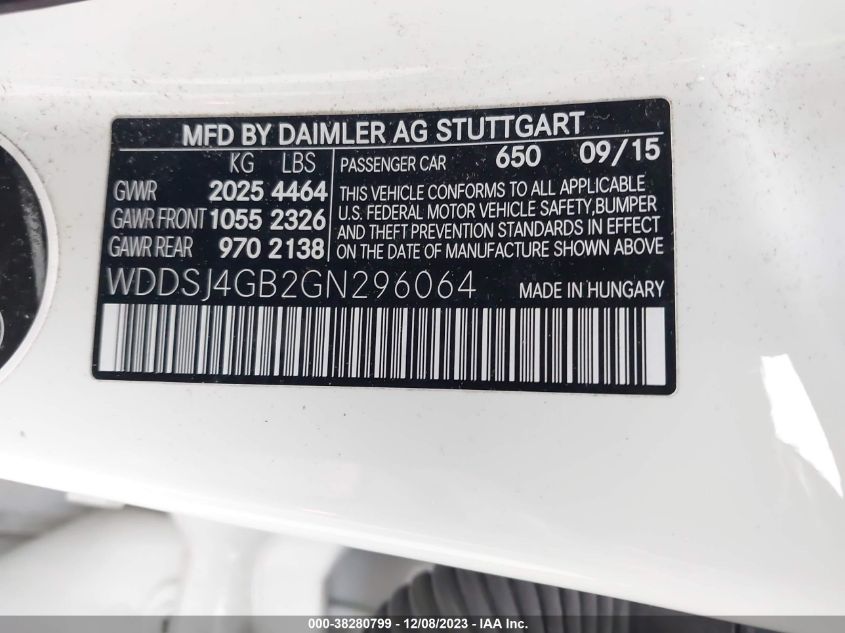 MFD BY DAIMLER AG STUTTGART
KG LBS
GVWR 2025 4464
GAWR FRONT 1055 2326
GAWR REAR 970 2138
PASSENGER CAR 650 09/15
THIS VEHICLE CONFORMS TO ALL APPLICABLE
U.S. FEDERAL MOTOR VEHICLE SAFETY,BUMPER
AND THEFT PREVENTION STANDARDS IN EFFECT
ON THE DATE OF MANUFACTURE SHOWN ABOVE
WDDSJ4GB2GN296064 MADE IN HUNGARY
000-38280799 - 12/08/2023 - IAA Inc.